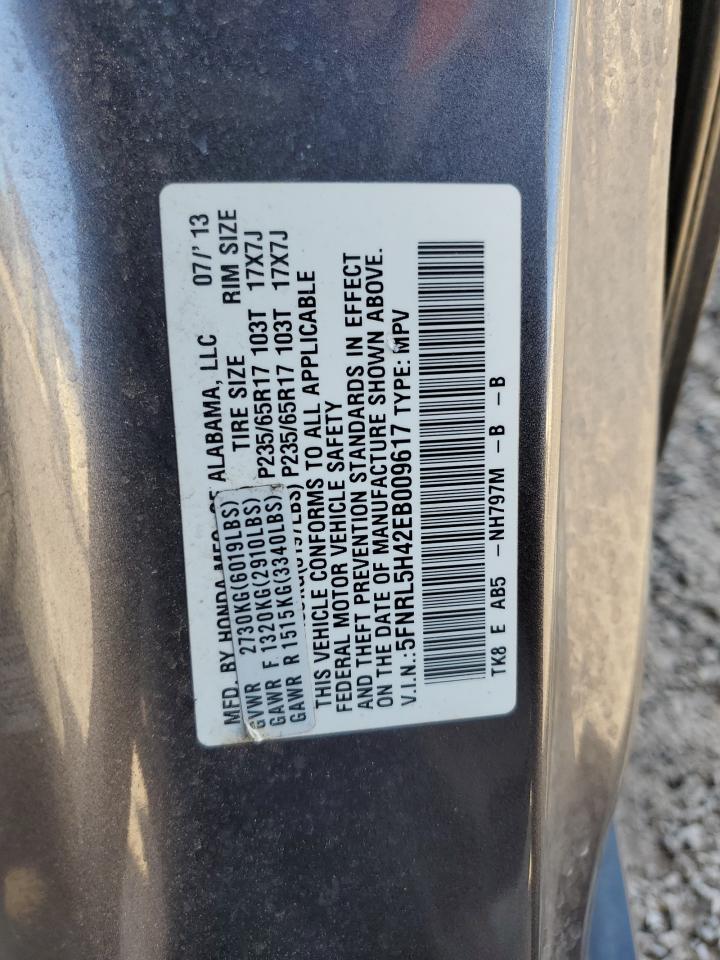 MFD. BY HONDA MFG. OF ALABAMA, LLC 07/'13
TIRE SIZE RIM SIZE
GVWR 2730KG(6019LBS)
GAWR F 1320KG(2910LBS) P235/65R17 103T 17X7J
GAWR R 1515KG(3340LBS) P235/65R17 103T 17X7J
THIS VEHICLE CONFORMS TO ALL APPLICABLE
FEDERAL MOTOR VEHICLE SAFETY
AND THEFT PREVENTION STANDARDS IN EFFECT
ON THE DATE OF MANUFACTURE SHOWN ABOVE.
V.I.N.:5FNRL5H42EB009617 TYPE: MPV
TK8 E AB5 -NH797M -B -B